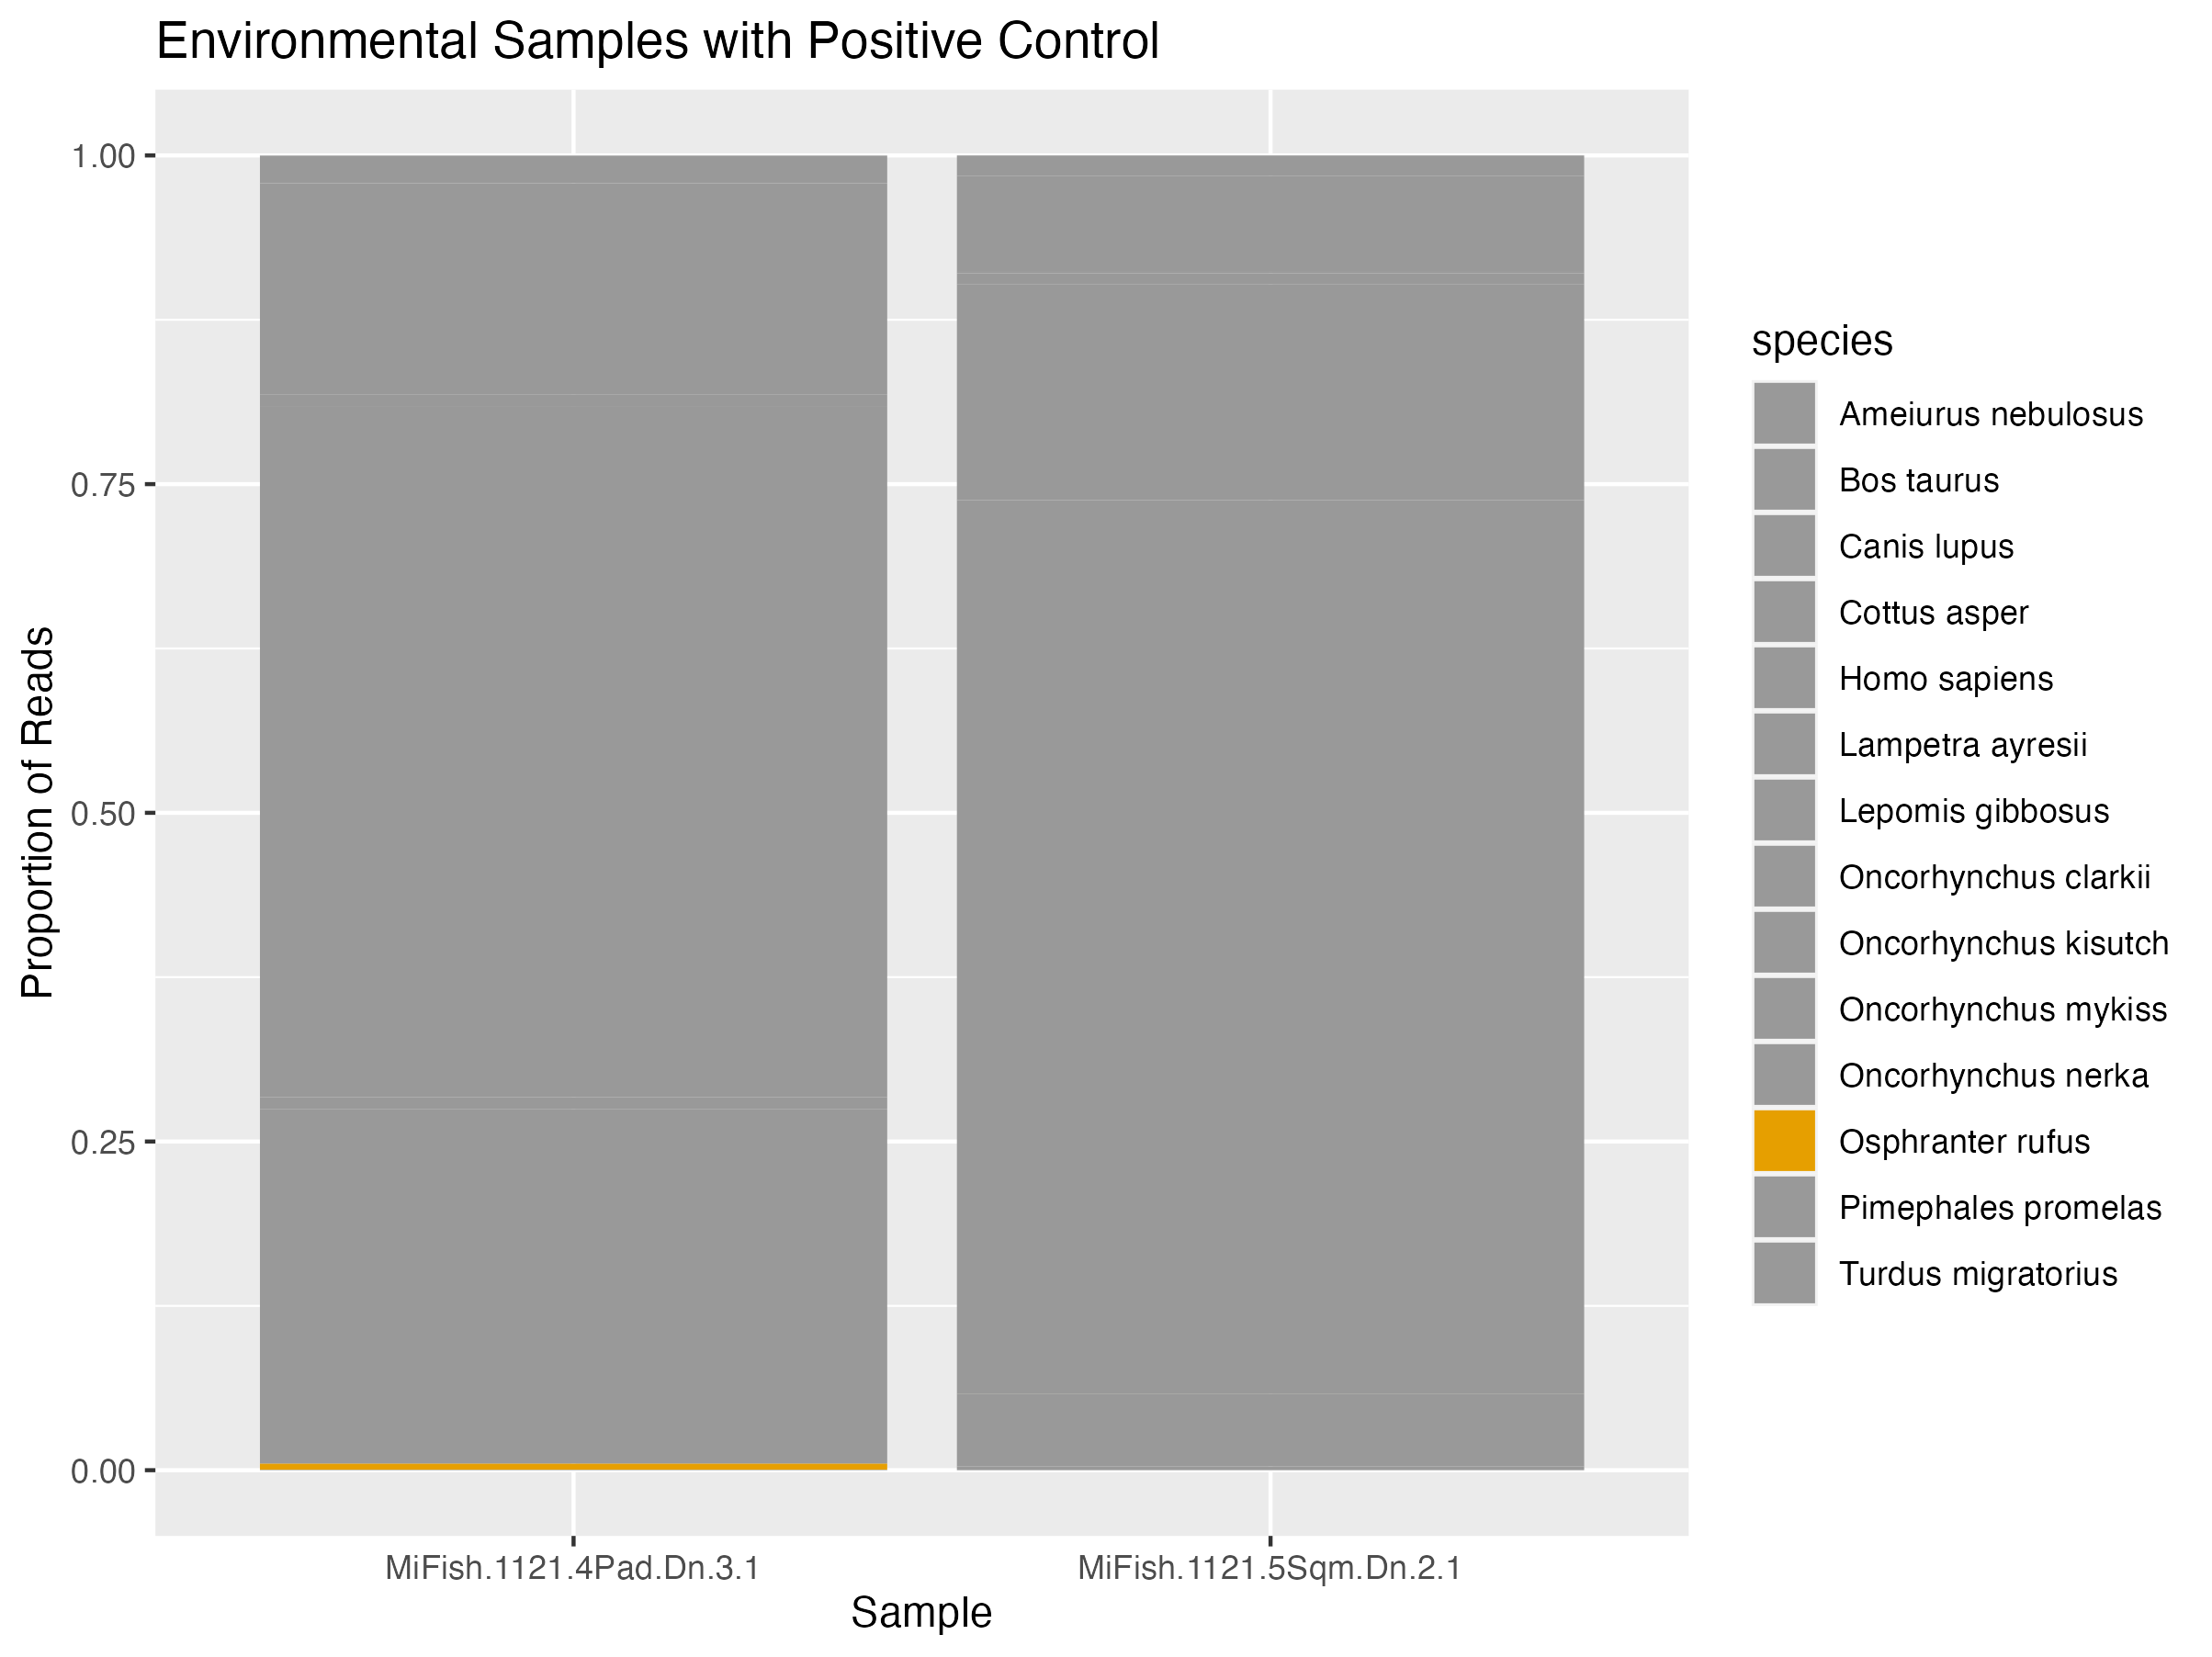 Environmental Samples with Positive Control
Proportion of Reads
1.00
0.75
0.50
0.25
0.00
MiFish.1121.4Pad.Dn.3.1
MiFish.1121.5Sqm.Dn.2.1
Sample
species
Ameiurus nebulosus
Bos taurus
Canis lupus
Cottus asper
Homo sapiens
Lampetra ayresii
Lepomis gibbosus
Oncorhynchus clarkii
Oncorhynchus kisutch
Oncorhynchus mykiss
Oncorhynchus nerka
Osphranter rufus
Pimephales promelas
Turdus migratorius